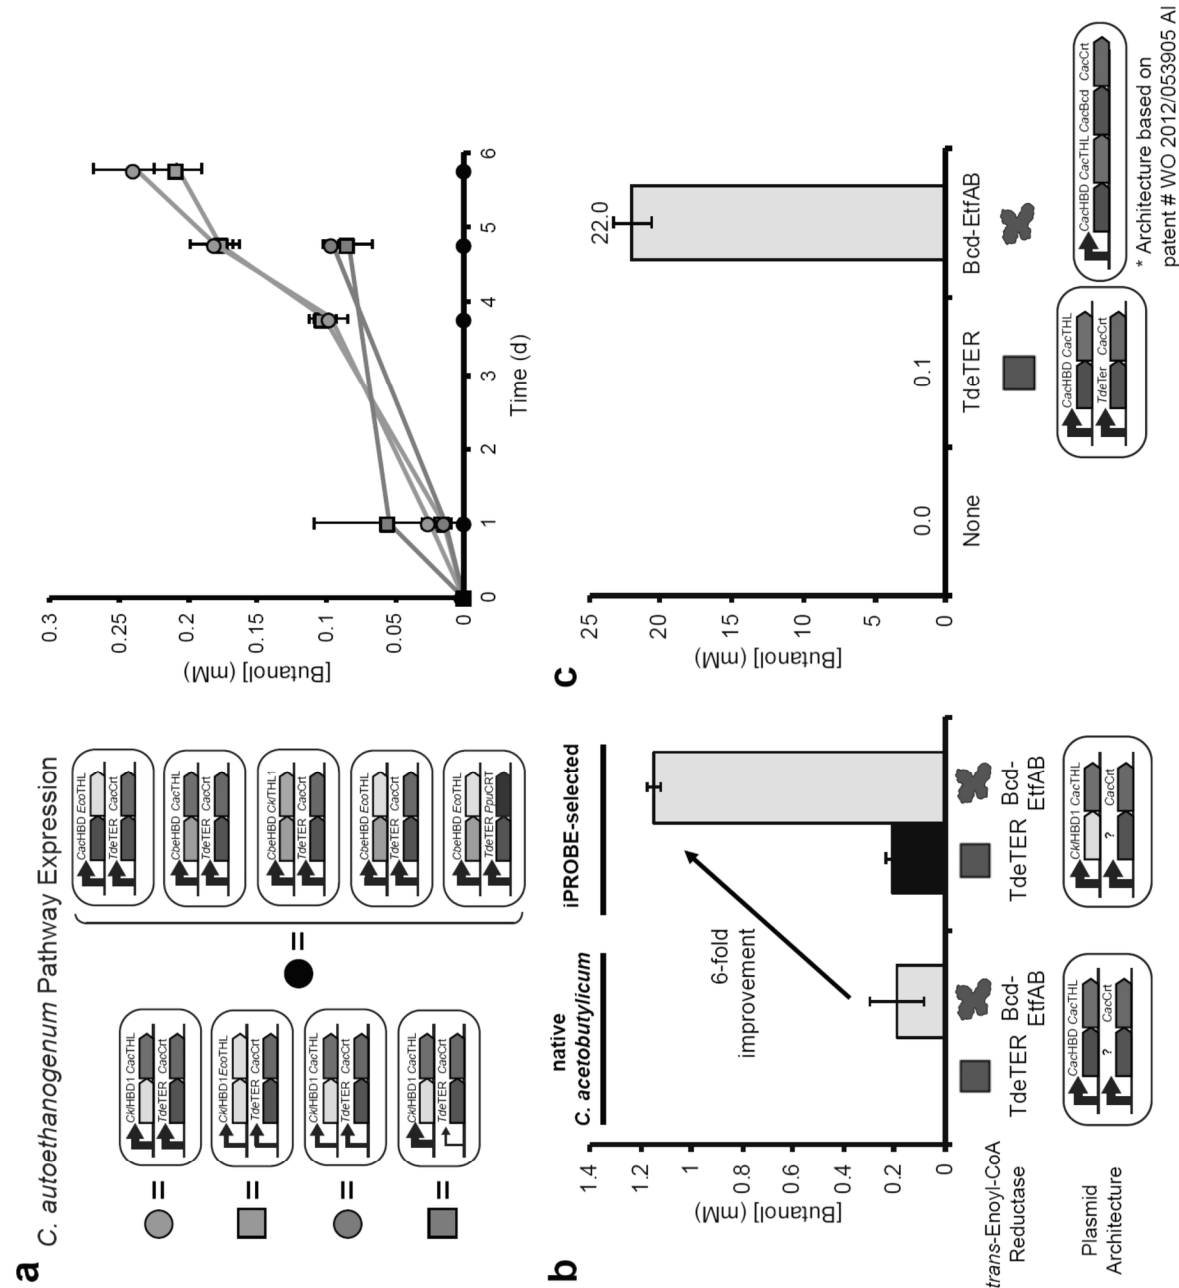 a
C. autoethanogenum Pathway Expression
CklHBD1 CacTHL
TdeTER CacCrt
CklHBD1 EcoTHL
TdeTER CacCrt
CklHBD1 CacTHL
TdeTER CacCrt
CklHBD1 CacTHL
TdeTER CacCrt
=
=
=
=
=
CacHBD EcoTHL
TdeTER CacCrt
CbeHBD CacTHL
TdeTER CacCrt
CbeHBD CklTHL1
TdeTER CacCrt
CbeHBD EcoTHL
TdeTER CacCrt
CbeHBD EcoTHL
TdeTER PpuCRT
[Butanol] (mM)
0.3
0.25
0.2
0.15
0.1
0.05
0
0 1 2 3 4 5 6
Time (d)
b
native
C. acetobutylicum
iPROBE-selected
[Butanol] (mM)
1.4
1.2
1
0.8
0.6
0.4
0.2
0
6-fold
improvement
trans-Enoyl-CoA
Reductase
TdeTER Bcd-
EtfAB
TdeTER Bcd-
EtfAB
Plasmid
Architecture
CacHBD CacTHL
? CacCrt
CklHBD1 CacTHL
? CacCrt
c
[Butanol] (mM)
25
20
15
10
5
0
0.0
0.1
22.0
None TdeTER Bcd-EtfAB
CacHBD CacTHL
TdeTer CacCrt
CacHBD CacTHL CacBcd CacCrt
* Architecture based on
patent # WO 2012/053905 AI